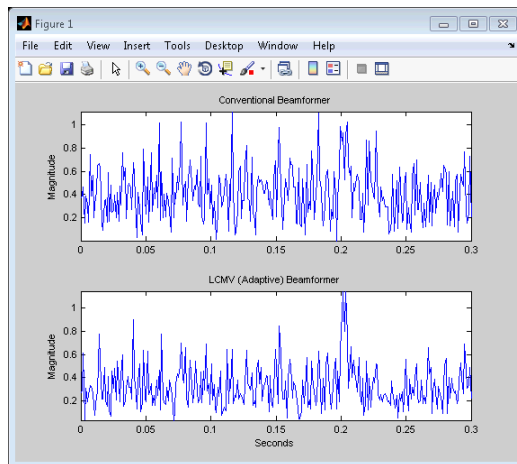 Figure 1
File Edit View Insert Tools Desktop Window Help
Conventional Beamformer
Magnitude
1
0.8
0.6
0.4
0.2
0 0.05 0.1 0.15 0.2 0.25 0.3
LCMV (Adaptive) Beamformer
Magnitude
1
0.8
0.6
0.4
0.2
0 0.05 0.1 0.15 0.2 0.25 0.3
Seconds